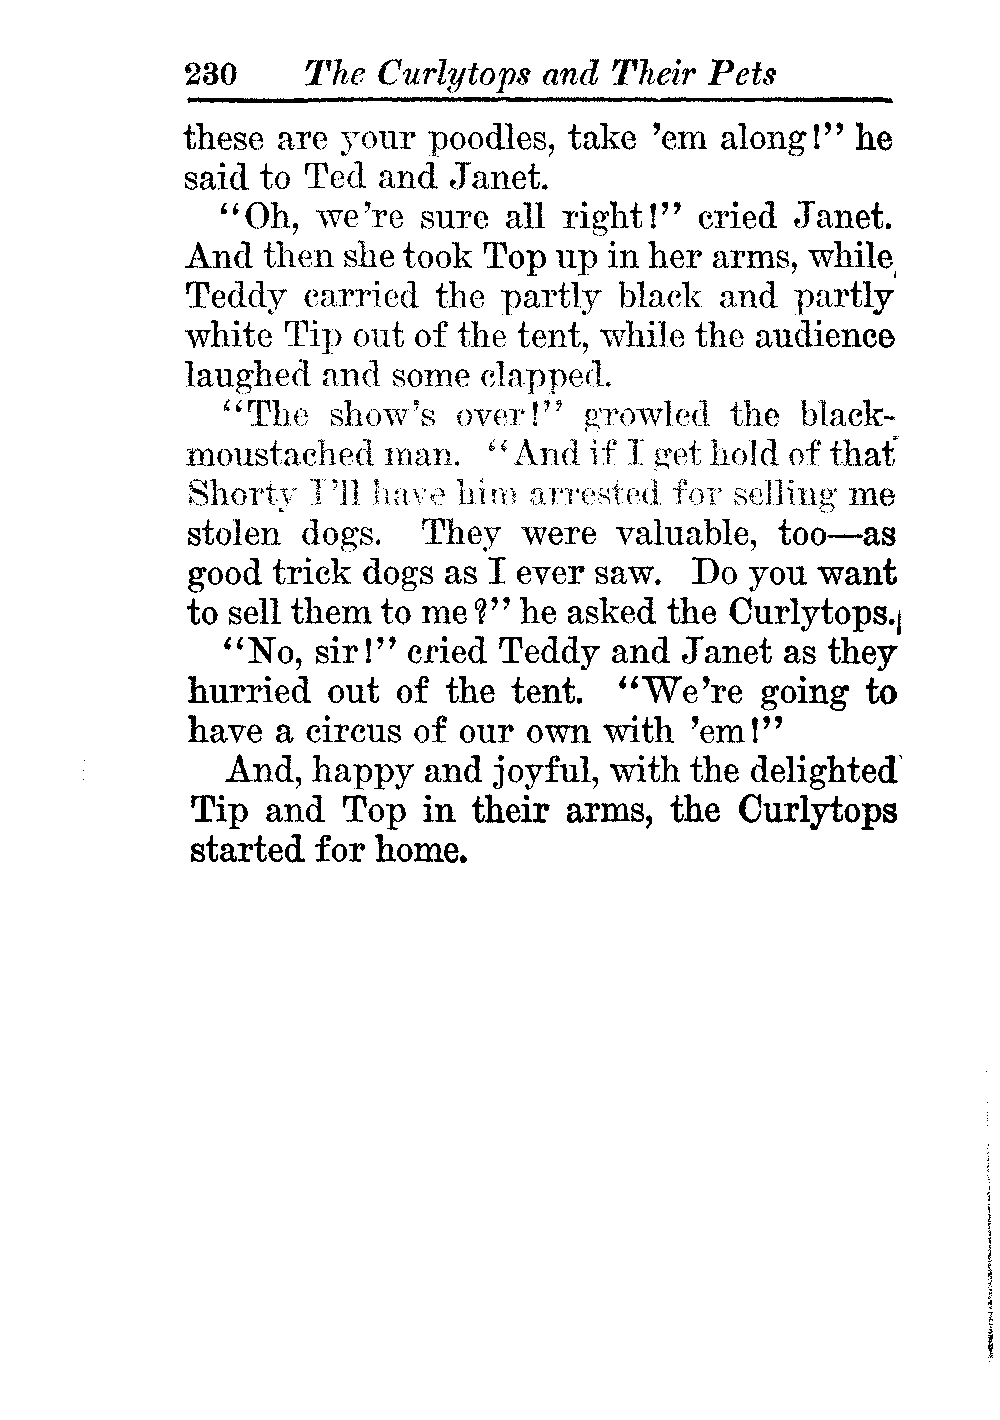 230 The Curlytops and Their Pets
these are your poodles, take 'em along!" he
said to Ted and Janet.
"Oh, we're sure all right!" cried Janet.
And then she took Top up in her arms, while
Teddy carried the partly black and partly
white Tip out of the tent, while the audience
laughed and some clapped.
"The show's over!" growled the black-
moustached man. "And if I get hold of that
Shorty I'll have him arrested for selling me
stolen dogs. They were valuable, too—as
good trick dogs as I ever saw. Do you want
to sell them to me?" he asked the Curlytops.
"No, sir!" cried Teddy and Janet as they
hurried out of the tent. "We're going to
have a circus of our own with 'em!"
And, happy and joyful, with the delighted
Tip and Top in their arms, the Curlytops
started for home.